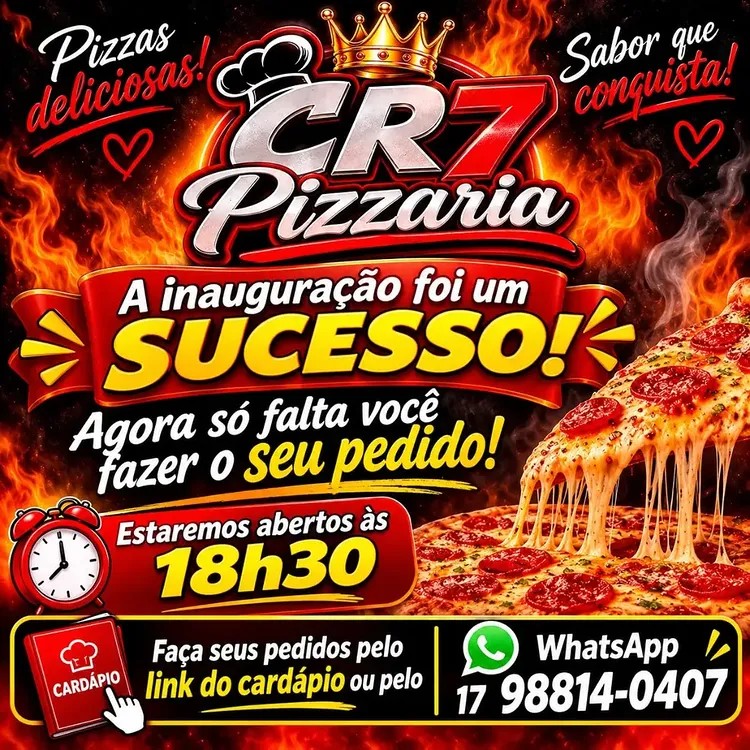 Pizzas
deliciosas!
Sabor que
conquista!
CR7
Pizzaria
A inauguração foi um
SUCESSO!
Agora só falta você
fazer o seu pedido!
Estaremos abertos às
18h30
CARDÁPIO
Faça seus pedidos pelo
link do cardápio ou pelo
WhatsApp
17 98814-0407